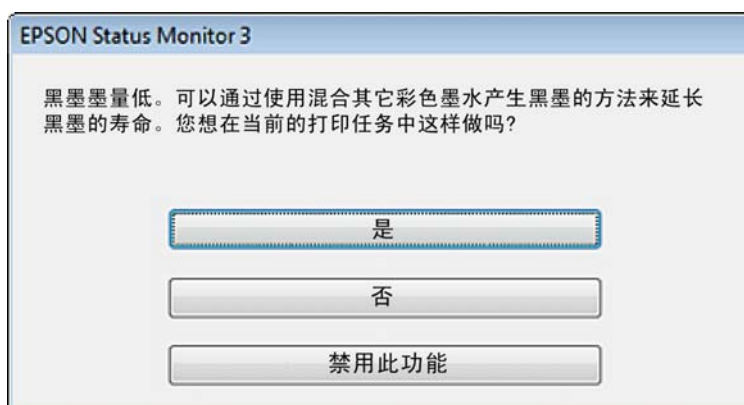 EPSON Status Monitor 3
黑墨墨量低。可以通过使用混合其它彩色墨水产生黑墨的方法来延长
黑墨的寿命。您想在当前的打印任务中这样做吗?
是
否
禁用此功能